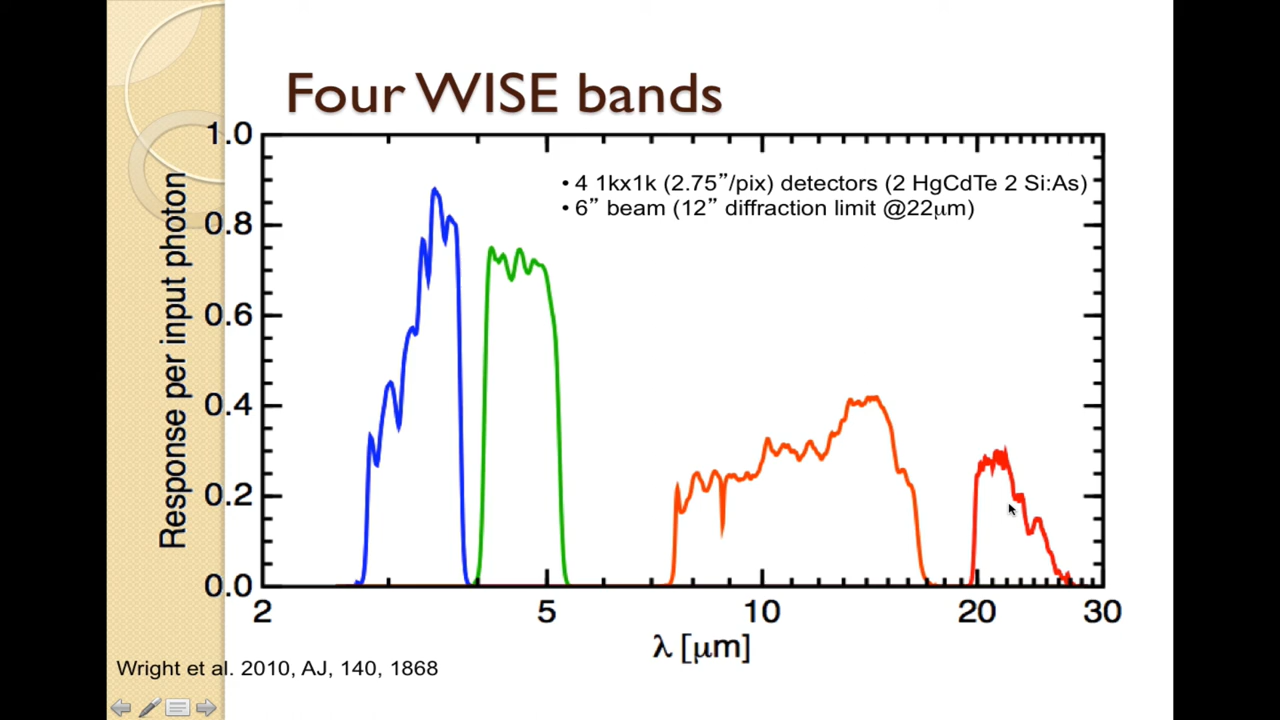 Four WISE bands
• 4 1kx1k (2.75”/pix) detectors (2 HgCdTe 2 Si:As)
• 6” beam (12” diffraction limit @22μm)
Response per input photon
1.0
0.8
0.6
0.4
0.2
0.0
2 5 10 20 30
λ [μm]
Wright et al. 2010, AJ, 140, 1868